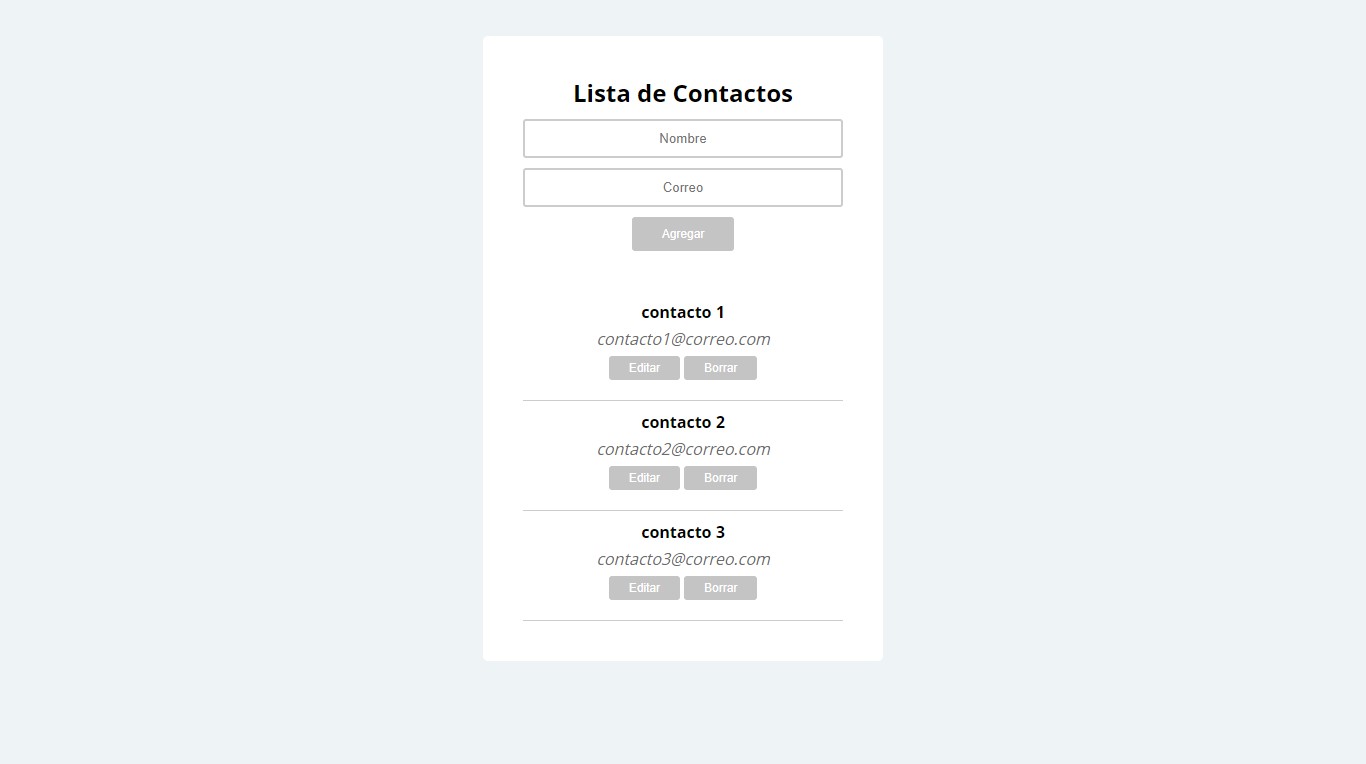 Lista de Contactos
Nombre
Correo
Agregar
contacto 1
contacto1@correo.com
Editar Borrar
contacto 2
contacto2@correo.com
Editar Borrar
contacto 3
contacto3@correo.com
Editar Borrar